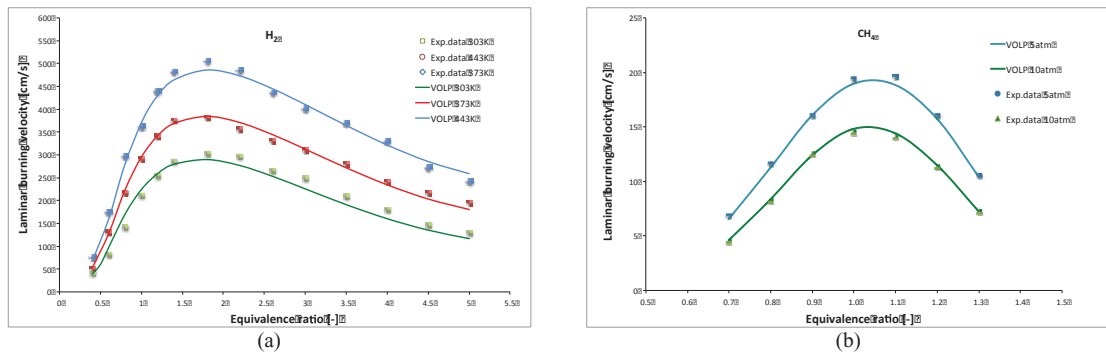 H₂
600
550
500
450
400
350
300
250
200
150
100
50
0
Laminar burning velocity [cm/s]
Exp.data 303K
Exp.data 443K
Exp.data 373K
VOLP 303K
VOLP 373K
VOLP 443K
0 0.5 1 1.5 2 2.5 3 3.5 4 4.5 5 5.5
Equivalence ratio [-]
(a)
CH₄
25
20
15
10
5
0
Laminar burning velocity [cm/s]
VOLP 5atm
VOLP 10atm
Exp.data 5atm
Exp.data 10atm
0.5 0.6 0.7 0.8 0.9 1.0 1.1 1.2 1.3 1.4 1.5
Equivalence ratio [-]
(b)